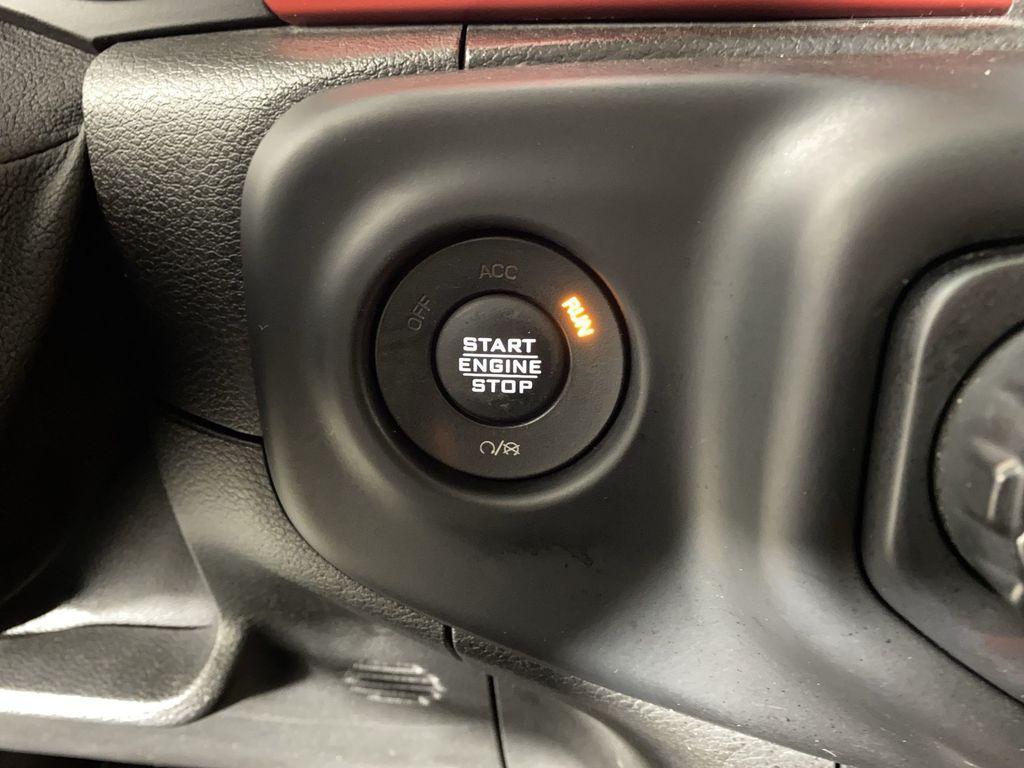 OFF
ACC
RUN
START
ENGINE
STOP